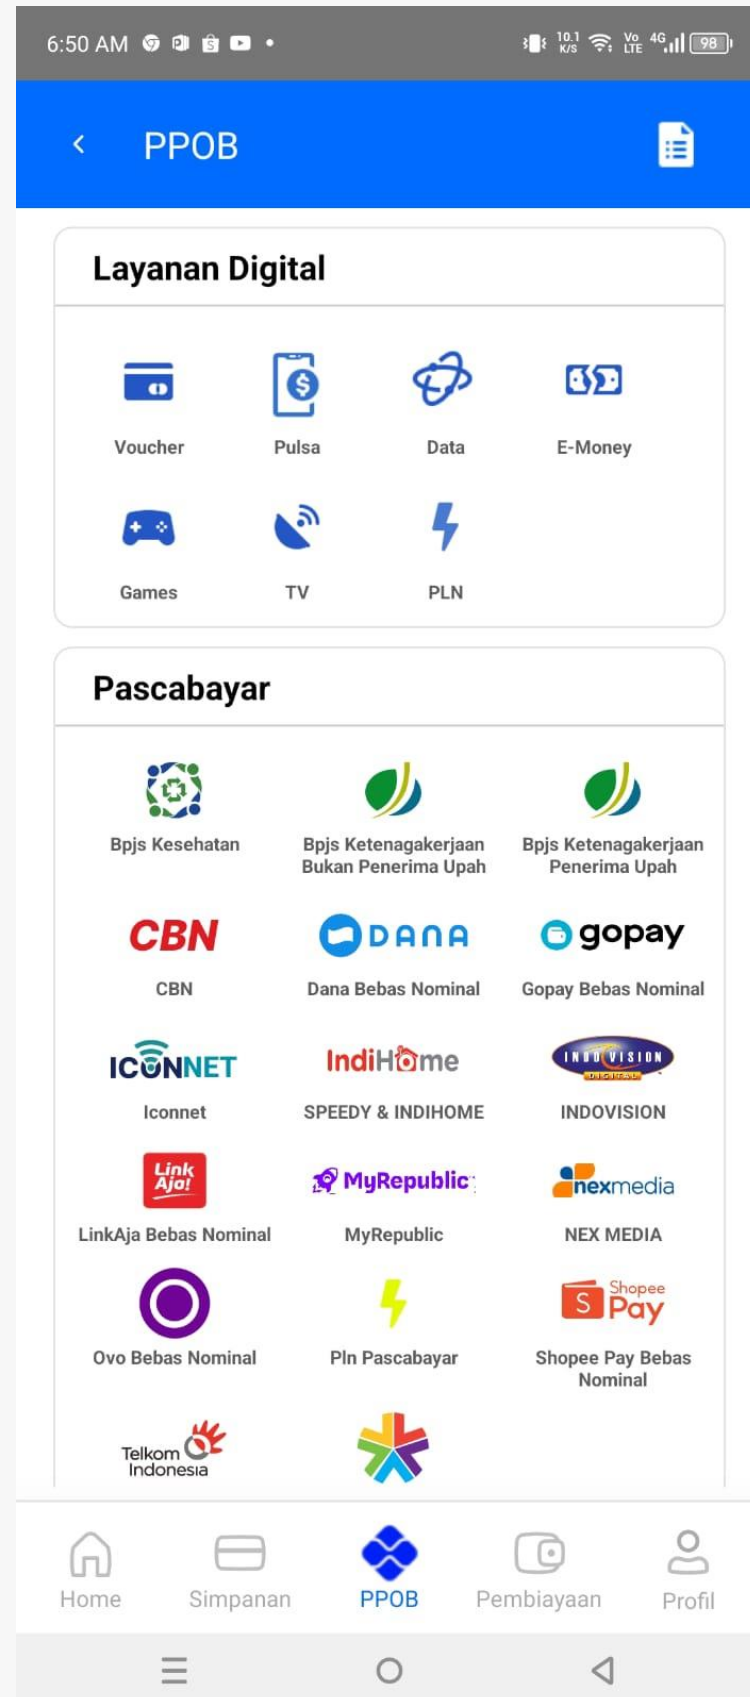 6:50 AM
10.1 K/S
Vo LTE
4G
98
PPOB
Layanan Digital
Voucher Pulsa Data E-Money
Games TV PLN
Pascabayar
Bpjs Kesehatan
Bpjs Ketenagakerjaan
Bukan Penerima Upah
Bpjs Ketenagakerjaan
Penerima Upah
CBN DANA gopay
CBN Dana Bebas Nominal Gopay Bebas Nominal
ICONNET IndiHome INDOVISION
DIGITAL
Iconnet SPEEDY & INDIHOME INDOVISION
Link
Aja!
MyRepublic
nexmedia
LinkAja Bebas Nominal MyRepublic NEX MEDIA
S
Shopee
Pay
Ovo Bebas Nominal Pln Pascabayar
Shopee Pay Bebas
Nominal
Telkom
Indonesia
Home Simpanan PPOB Pembiayaan Profil